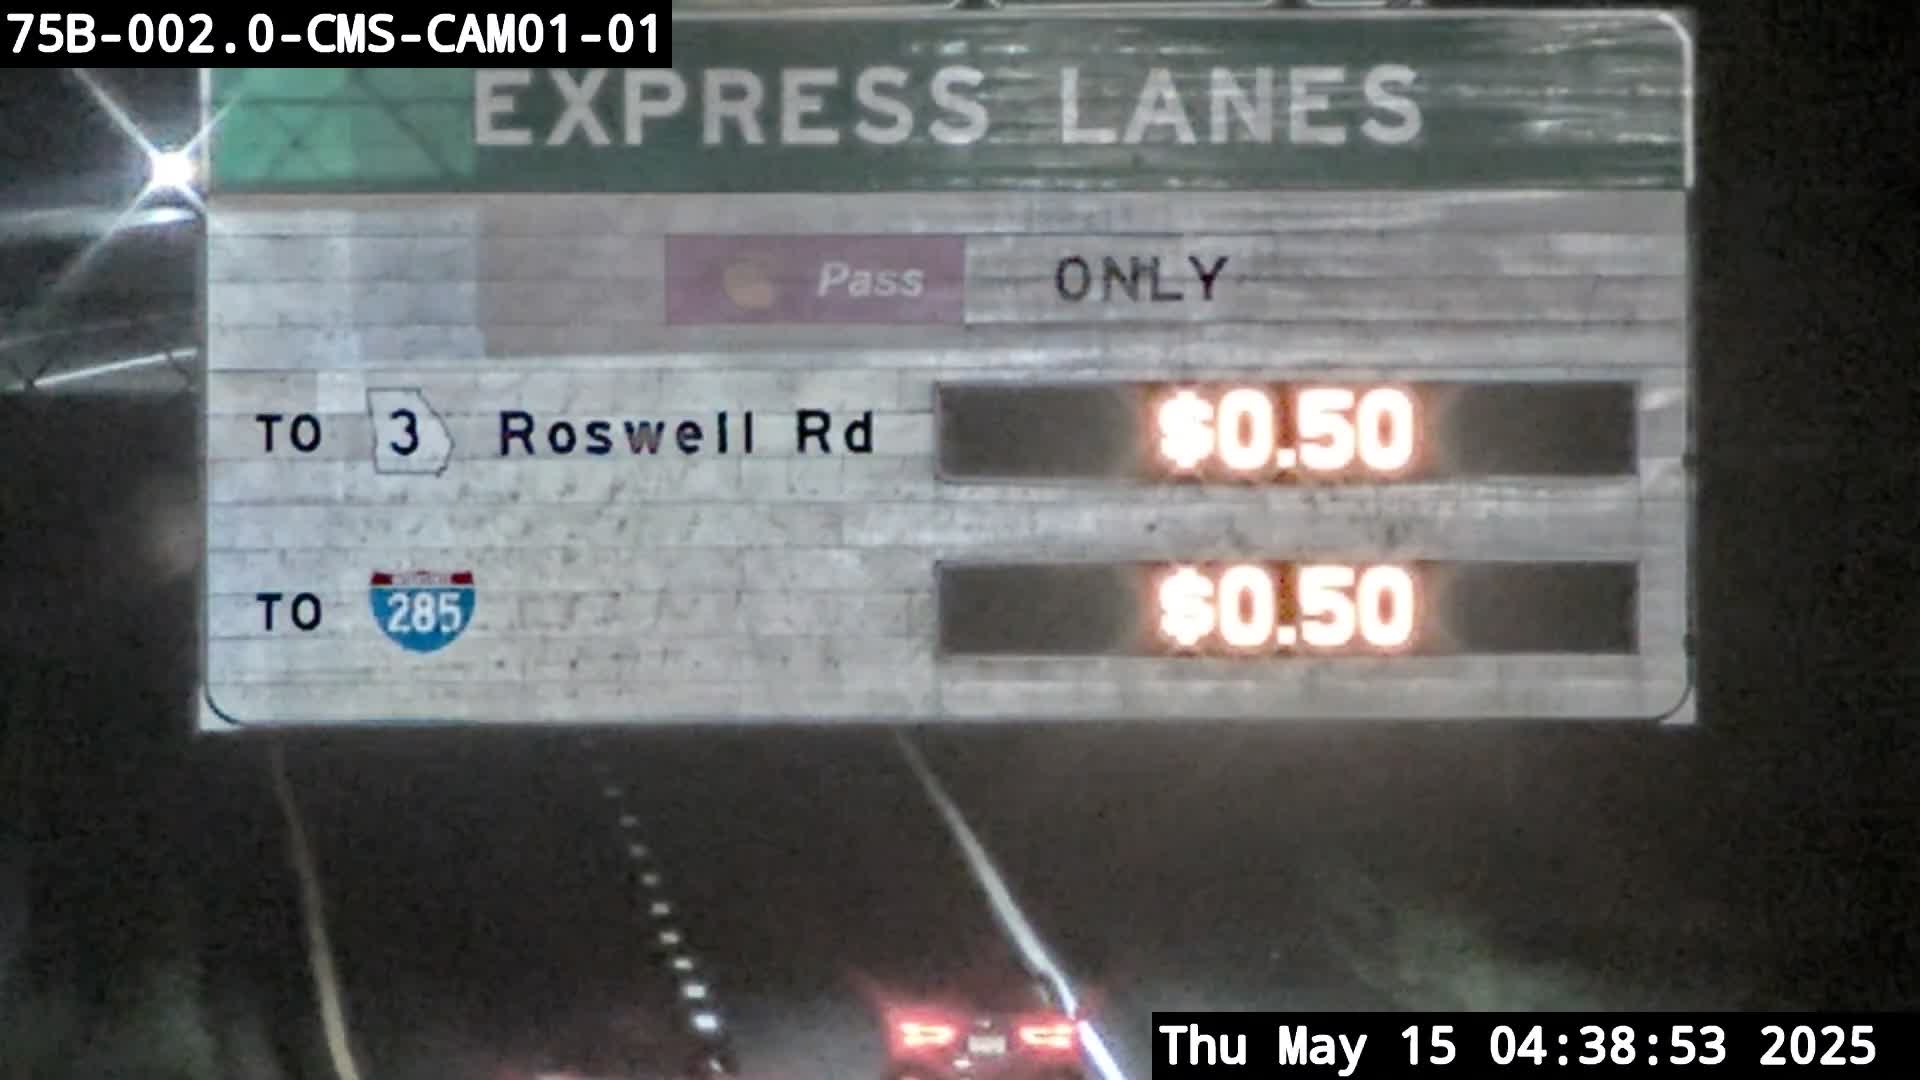 75B-002.0-CMS-CAM01-01
EXPRESS LANES
Pass ONLY
TO 3 Roswell Rd $0.50
TO 285 $0.50
Thu May 15 04:38:53 2025